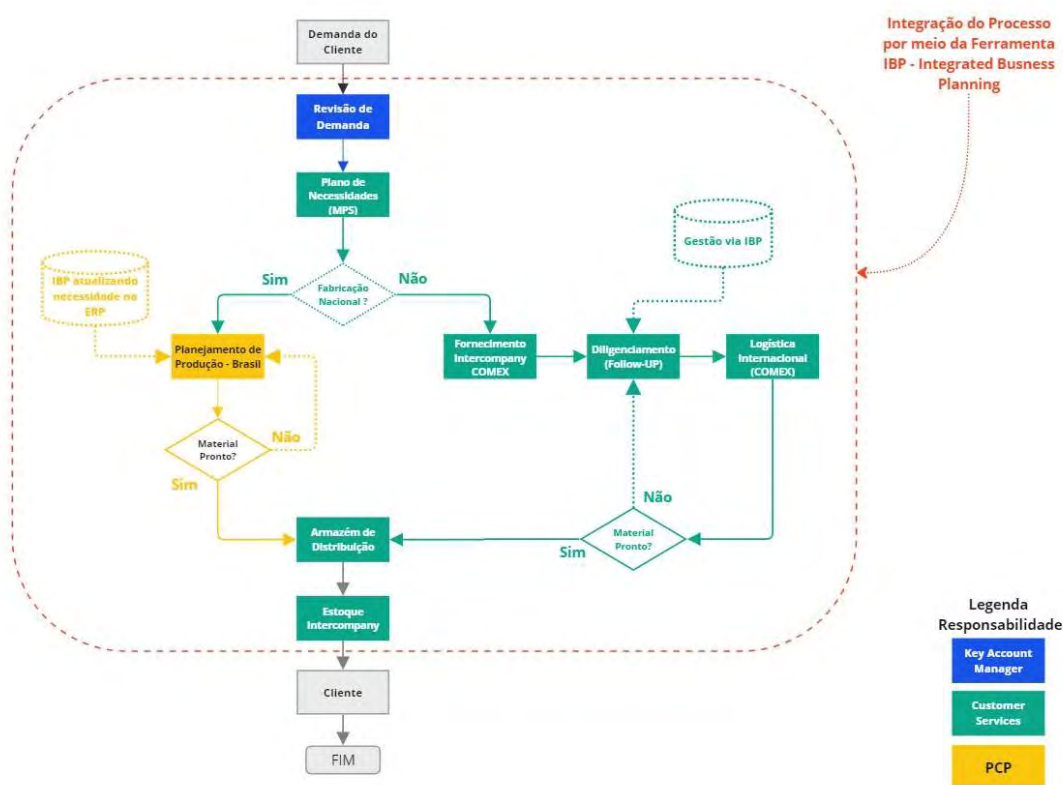 Demanda do
Cliente
Integração do Processo
por meio da Ferramenta
IBP - Integrated Busness
Planning
Revisão de
Demanda
Plano de
Necessidades
(MPS)
Gestão via IBP
Sim
Não
Fabricação
Nacional ?
IBP atualizando
necessidade no
ERP
Planejamento de
Produção - Brasil
Fornecimento
Intercompany
COMEX
Diligenciamento
(Follow-UP)
Logística
Internacional
(COMEX)
Material
Pronto?
Não
Sim
Não
Material
Pronto?
Sim
Armazém de
Distribuição
Estoque
Intercompany
Cliente
FIM
Legenda
Responsabilidade
Key Account
Manager
Customer
Services
PCP